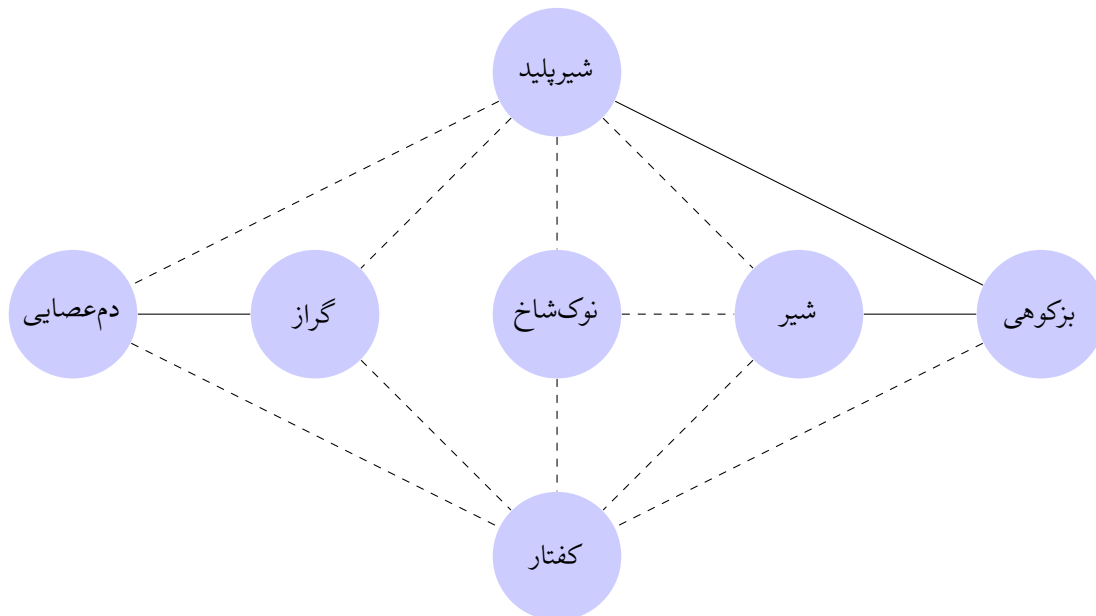 شیرپلید
بزکوهی
شیر
نوک‌شاخ
گراز
دم‌عصایی
کفتار